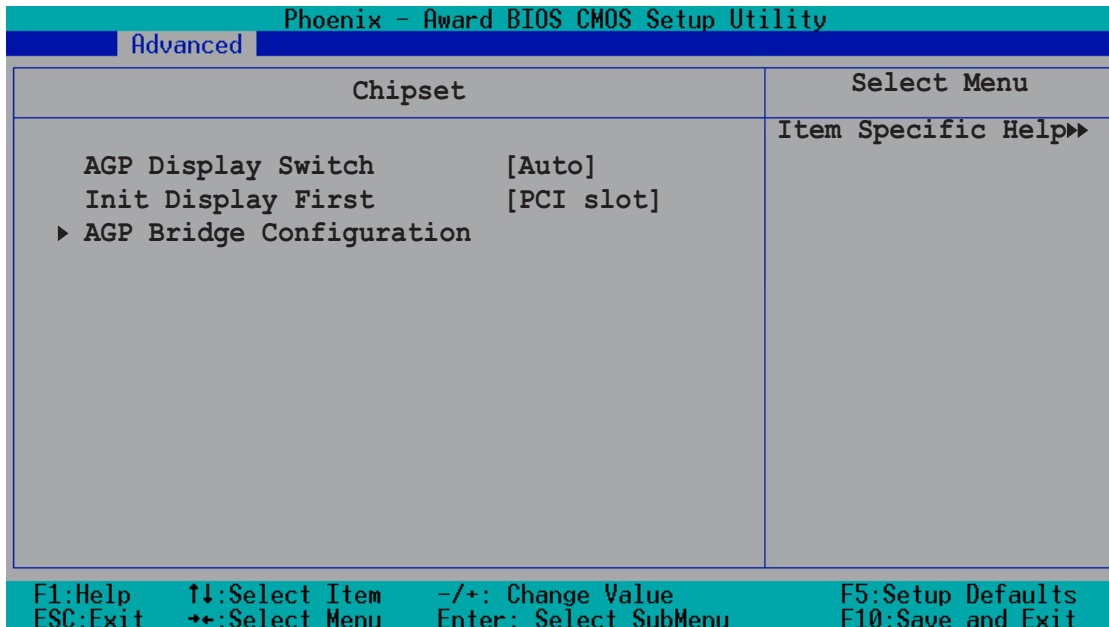 Phoenix - Award BIOS CMOS Setup Utility
Advanced
Chipset
Select Menu
Item Specific Help▸▸
AGP Display Switch [Auto]
Init Display First [PCI slot]
▸ AGP Bridge Configuration
F1:Help ↑↓:Select Item -/+: Change Value F5:Setup Defaults
ESC:Exit →←:Select Menu Enter: Select SubMenu F10:Save and Exit